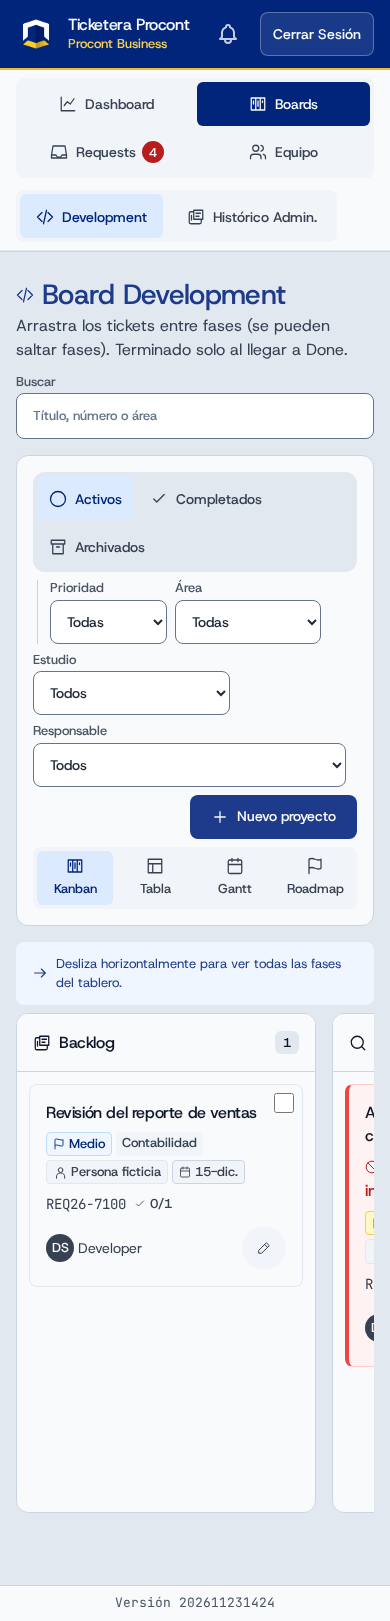 Ticketera Procont
Procont Business
Cerrar Sesión
Dashboard
Boards
Requests 4
Equipo
Development
Histórico Admin.
Board Development
Arrastra los tickets entre fases (se pueden
saltar fases). Terminado solo al llegar a Done.
Buscar
Título, número o área
Activos
Completados
Archivados
Prioridad
Área
Todas
Todas
Estudio
Todos
Responsable
Todos
Nuevo proyecto
Kanban
Tabla
Gantt
Roadmap
Desliza horizontalmente para ver todas las fases
del tablero.
Backlog
1
Revisión del reporte de ventas
Medio
Contabilidad
Persona ficticia
15-dic.
REQ26-7100
0/1
DS
Developer
Versión 202611231424